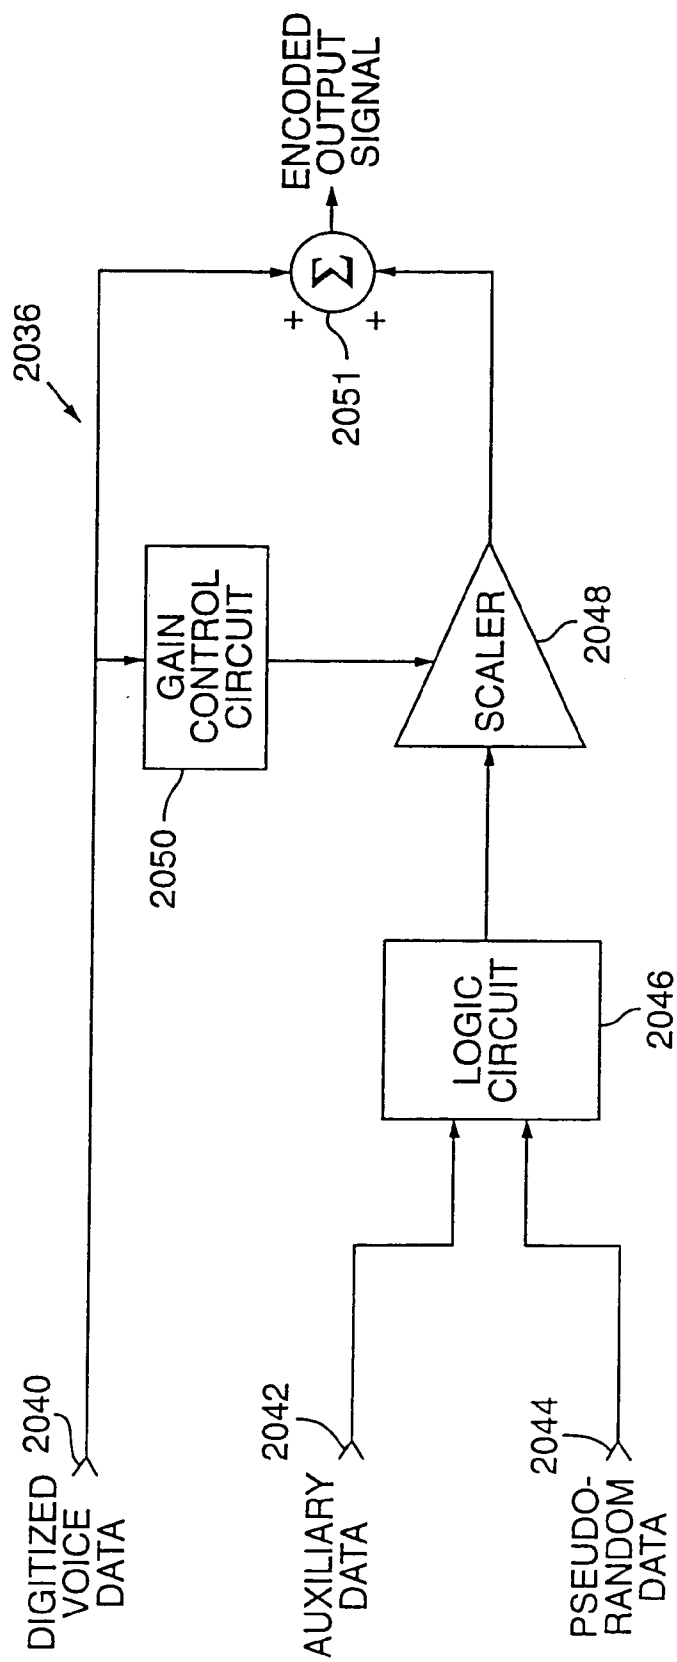 2036
DIGITIZED
VOICE
DATA
2040
GAIN
CONTROL
CIRCUIT
2050
Σ
+
+
2051
ENCODED
OUTPUT
SIGNAL
AUXILIARY
DATA
2042
LOGIC
CIRCUIT
2046
SCALER
2048
PSEUDO-
RANDOM
DATA
2044